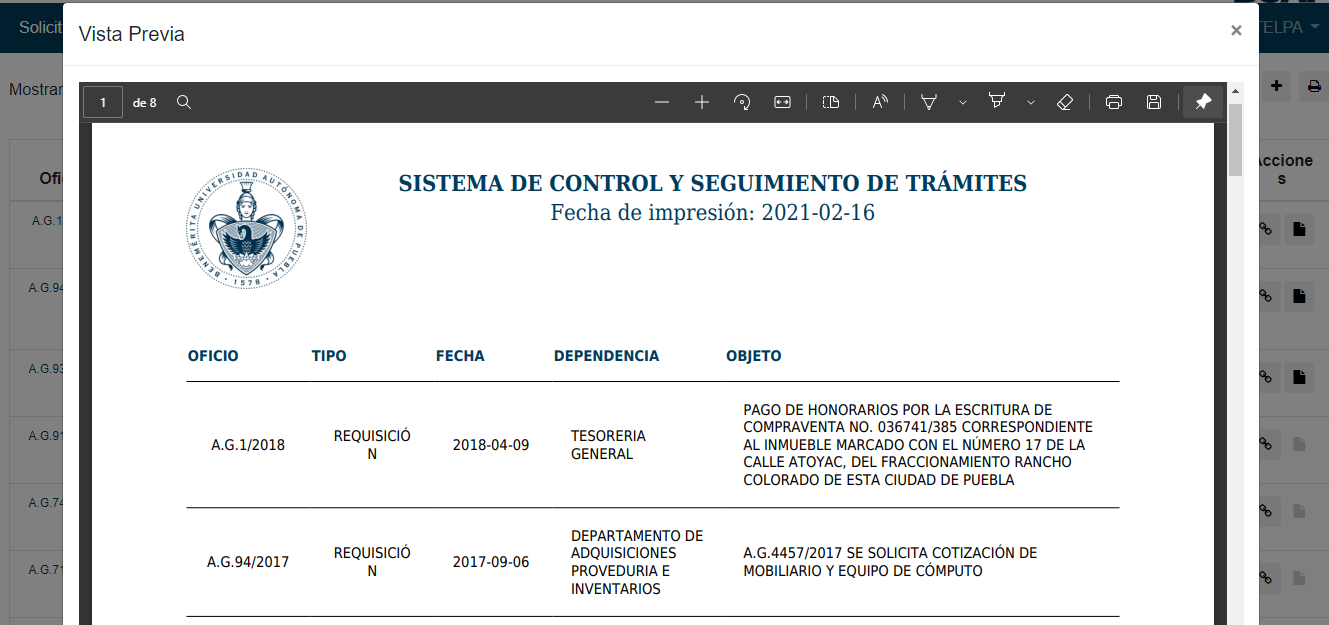 Solicit
Vista Previa
×
TELPA
Mostrar
1 de 8
BENEMÉRITA UNIVERSIDAD AUTÓNOMA DE PUEBLA
· 1578 ·
SISTEMA DE CONTROL Y SEGUIMIENTO DE TRÁMITES
Fecha de impresión: 2021-02-16
Ofi
Accione
s
OFICIO TIPO FECHA DEPENDENCIA OBJETO
A.G.1/2018
REQUISICIÓ
N
2018-04-09
TESORERIA
GENERAL
PAGO DE HONORARIOS POR LA ESCRITURA DE
COMPRAVENTA NO. 036741/385 CORRESPONDIENTE
AL INMUEBLE MARCADO CON EL NÚMERO 17 DE LA
CALLE ATOYAC, DEL FRACCIONAMIENTO RANCHO
COLORADO DE ESTA CIUDAD DE PUEBLA
A.G.94/2017
REQUISICIÓ
N
2017-09-06
DEPARTAMENTO DE
ADQUISICIONES
PROVEDURIA E
INVENTARIOS
A.G.4457/2017 SE SOLICITA COTIZACIÓN DE
MOBILIARIO Y EQUIPO DE CÓMPUTO
A.G.1
A.G.94
A.G.93
A.G.91
A.G.74
A.G.71